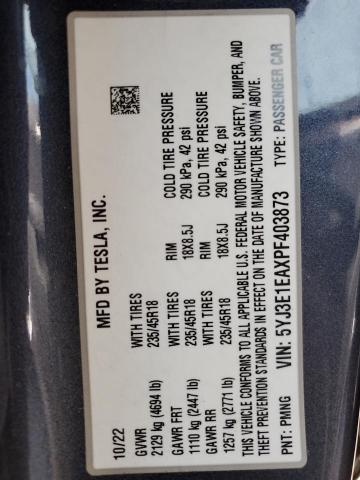 MFD BY TESLA, INC.
10/22
GVWR
2129 kg (4694 lb)
GAWR FRT
1110 kg (2447 lb)
GAWR RR
1257 kg (2771 lb)
TIRES WITH
235/45R18
TIRES WITH
235/45R18
TIRES WITH
235/45R18
RIM
18X8.5J
RIM
18X8.5J
COLD TIRE PRESSURE
290 kPa, 42 psi
COLD TIRE PRESSURE
290 kPa, 42 psi
THIS VEHICLE CONFORMS TO ALL APPLICABLE U.S. FEDERAL MOTOR VEHICLE SAFETY, BUMPER, AND
THEFT PREVENTION STANDARDS IN EFFECT ON THE DATE OF MANUFACTURE SHOWN ABOVE.
PNT: PMNG VIN: 5YJ3E1EAXPF403873 TYPE: PASSENGER CAR